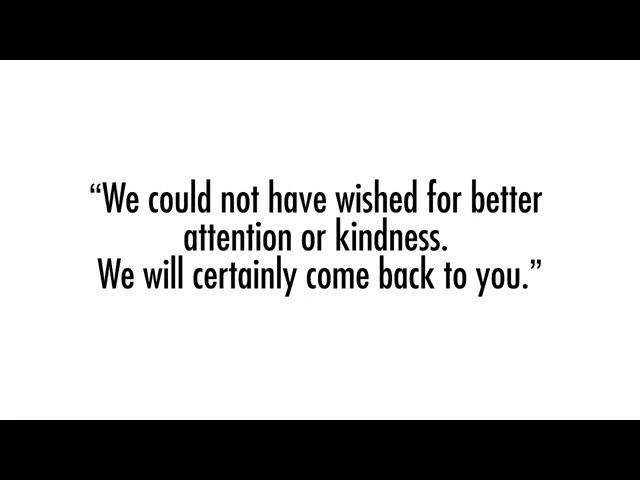 “We could not have wished for better
attention or kindness.
We will certainly come back to you.”